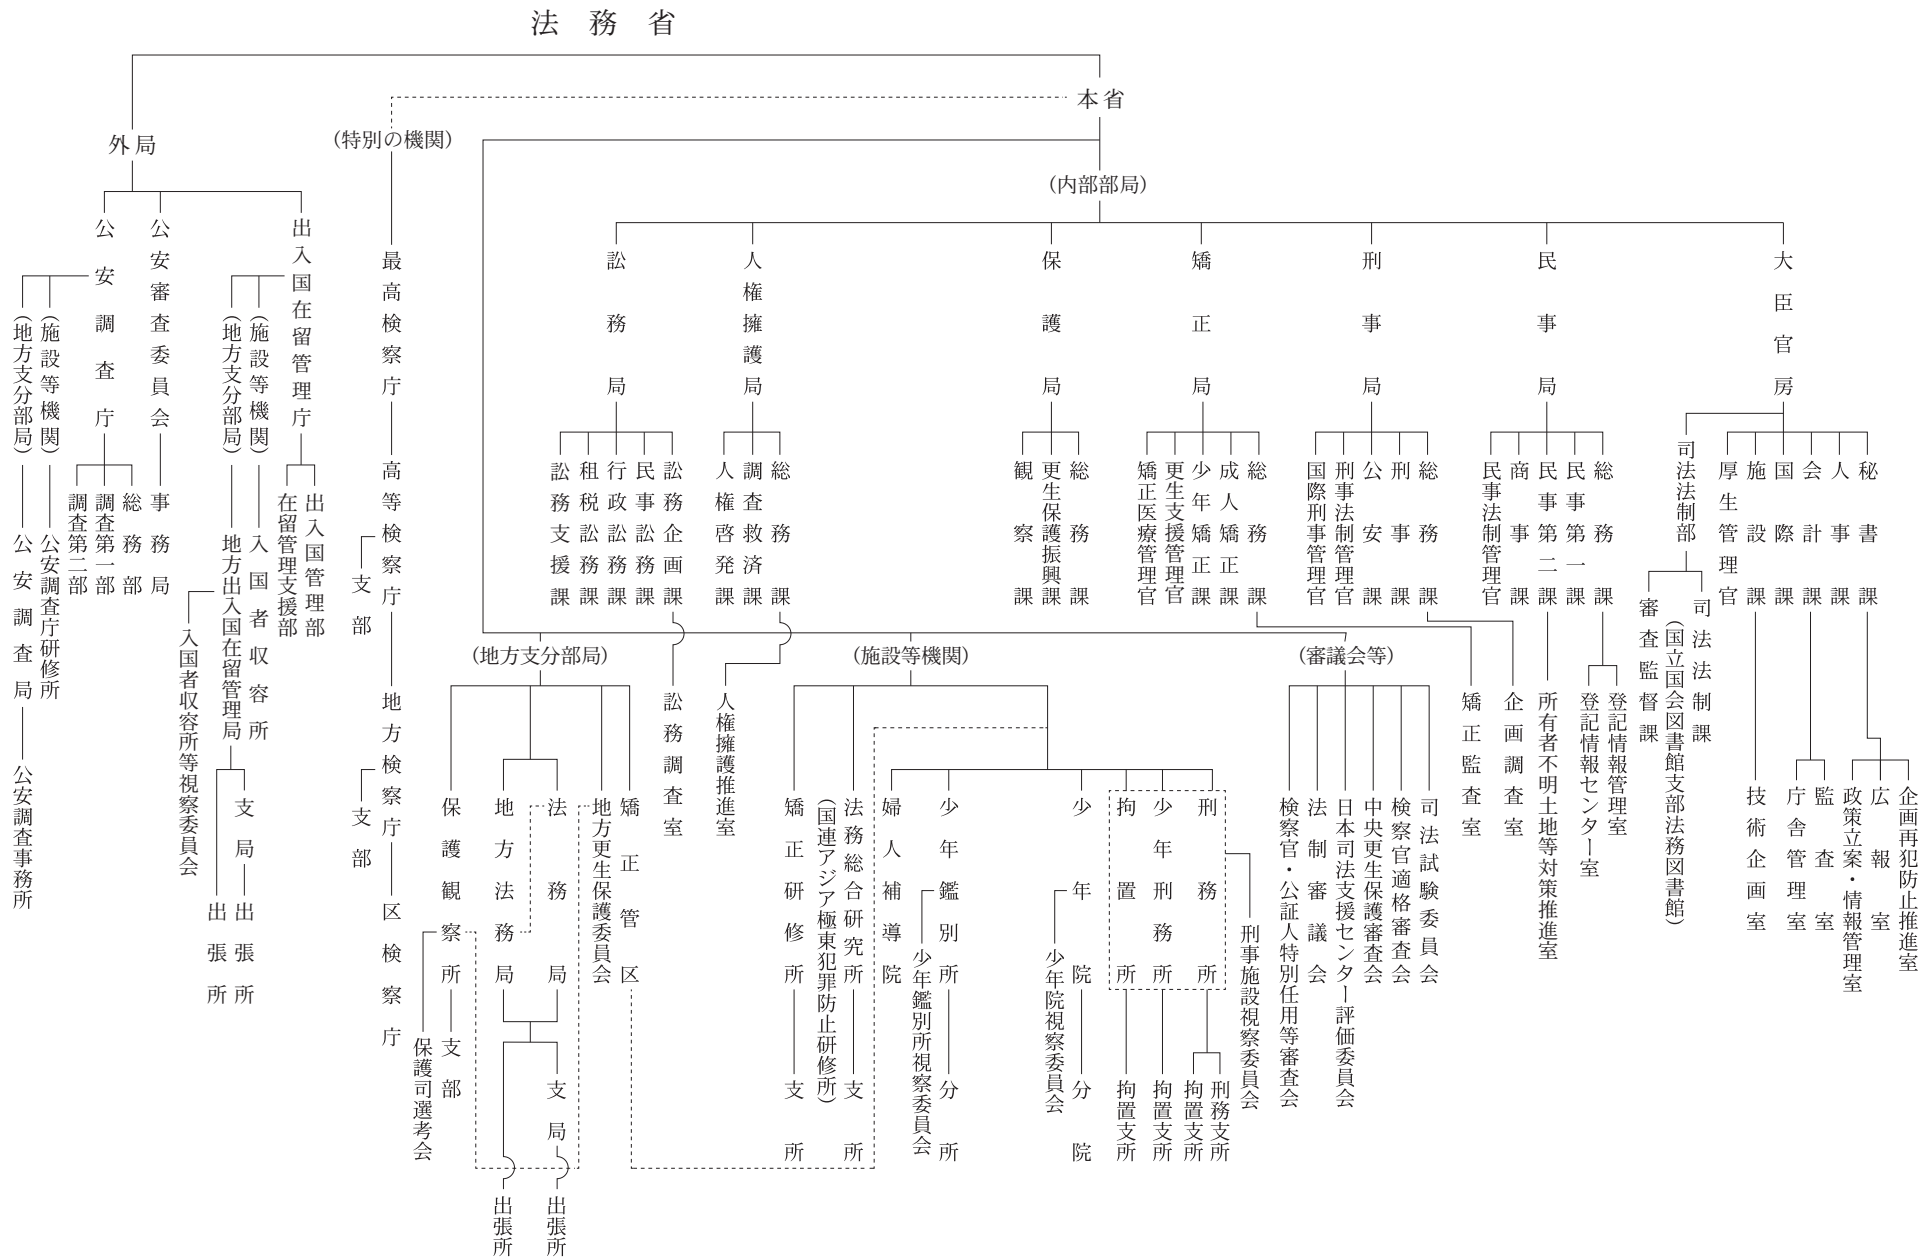 法務省
本省
(内部部局)
大臣官房
秘書課
企画再犯防止推進室
広報室
政策立案・情報管理室
人事課
会計課
監査室
庁舎管理室
国際課
施設課
技術企画室
厚生管理官
司法法制部
司法法制課
(国立国会図書館支部法務図書館)
審査監督課
民事局
総務課
登記情報管理室
登記情報センター室
民事第一課
民事第二課
所有者不明土地等対策推進室
商事課
民事法制管理官
刑事局
総務課
企画調査室
刑事課
公安課
刑事法制管理官
国際刑事管理官
矯正局
総務課
矯正監査室
成人矯正課
少年矯正課
更生支援管理官
矯正医療管理官
保護局
総務課
更生保護振興課
観察課
人権擁護局
総務課
人権擁護推進室
調査救済課
人権啓発課
訟務局
訟務企画課
訟務調査室
民事訟務課
行政訟務課
租税訟務課
訟務支援課
(審議会等)
司法試験委員会
検察官適格審査会
中央更生保護審査会
日本司法支援センター評価委員会
法制審議会
検察官・公証人特別任用等審査会
(施設等機関)
刑務所
刑務支所
拘置支所
少年刑務所
拘置支所
拘置所
拘置支所
刑事施設視察委員会
少年院
分院
少年院視察委員会
少年鑑別所
分所
少年鑑別所視察委員会
婦人補導院
法務総合研究所
支所
(国連アジア極東犯罪防止研修所)
矯正研修所
支所
(地方支分部局)
矯正管区
地方更生保護委員会
法務局
支局
出張所
地方法務局
出張所
保護観察所
支部
保護司選考会
(特別の機関)
最高検察庁
高等検察庁
支部
地方検察庁
支部
区検察庁
外局
出入国在留管理庁
出入国管理部
在留管理支援部
(施設等機関)
入国者収容所
(地方支分部局)
地方出入国在留管理局
支局
出張所
出張所
入国者収容所等視察委員会
公安審査委員会
事務局
公安調査庁
総務部
調査第一部
調査第二部
(施設等機関)
公安調査庁研修所
(地方支分部局)
公安調査局
公安調査事務所